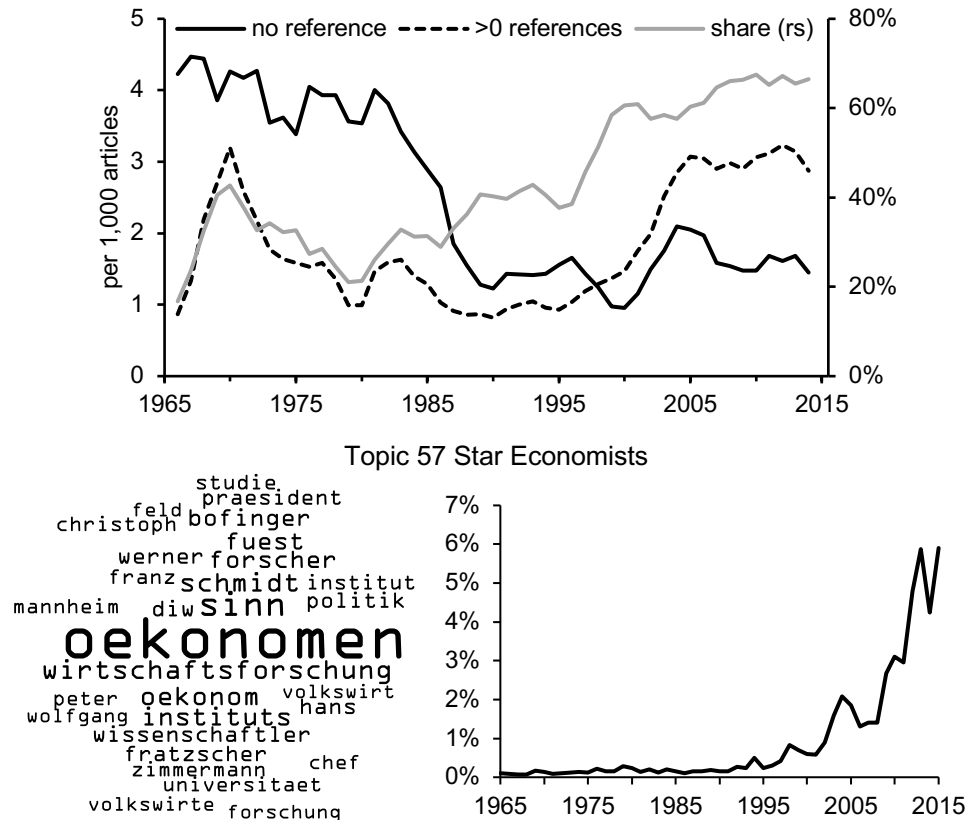 no reference >0 references share (rs)
per 1,000 articles
5
4
3
2
1
0
80%
60%
40%
20%
0%
1965 1975 1985 1995 2005 2015
Topic 57 Star Economists
studie
praesident
feld
christoph bofinger
fuest
werner forscher
franz schmidt institut
mannheim diw sinn politik
oekonomen
wirtschaftsforschung
peter oekonom volkswirt
wolfgang instituts hans
wissenschaftler
fratzscher
zimmermann chef
universitaet
volkswirte forschung
7%
6%
5%
4%
3%
2%
1%
0%
1965 1975 1985 1995 2005 2015